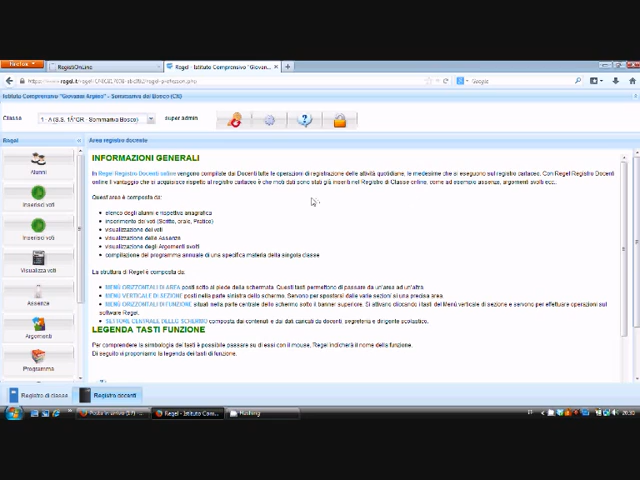 Firefox
RegelOnLine
Regel - Istituto Comprensivo "Giovan...
Google
Istituto Comprensivo "Giovanni Arpino" - Sommariva del Bosco (CN)
Classe
super admin
Regel
Area registro docente
INFORMAZIONI GENERALI
In Regel Registro Docenti online vengono compilate dai Docenti tutte le operazioni di registrazione delle attività quotidiane, le medesime che si eseguono sul registro cartaceo. Con Regel Registro Docenti
online il vantaggio che si acquisisce rispetto al registro cartaceo è che molti dati sono stati già inseriti nel Registro di Classe online, come ad esempio assenze, argomenti svolti ecc..
Quest'area è composta da:
elenco degli alunni e rispettiva anagrafica
inserimento dei voti (Scritto, orale, Pratico)
visualizzazione dei voti
visualizzazione delle Assenze
visualizzazione degli Argomenti svolti
compilazione del programma annuale di una specifica materia della singola classe
La struttura di Regel è composta da:
MENÙ ORIZZONTALI DI AREA posti sotto al piede della schermata. Questi tasti permettono di passare da un'area ad un'altra.
MENÙ VERTICALE DI SEZIONE posti nella parte sinistra dello schermo. Servono per spostarsi dalle varie sezioni di una precisa area.
MENÙ ORIZZONTALI DI FUNZIONE situati nella parte centrale dello schermo sotto il banner superiore. Si attivano cliccando i tasti del Menù verticale di sezione e servono per effettuare operazioni sul
software Regel.
SETTORE CENTRALE DELLO SCHERMO composta dai contenuti e dai dati caricati da docenti, segreteria e dirigente scolastico.
LEGENDA TASTI FUNZIONE
Per comprendere la simbologia dei tasti è possibile passare su di essi con il mouse, Regel indicherà il nome della funzione.
Di seguito vi proponiamo la legenda dei tasti di funzione.
Alunni
Inserisci voti
Inserisci voti
Visualizza voti
Assenze
Argomenti
Programma
Registro di classe
Registro docenti
Posta in arrivo
Regel - Istituto Com...
Hosting
IT